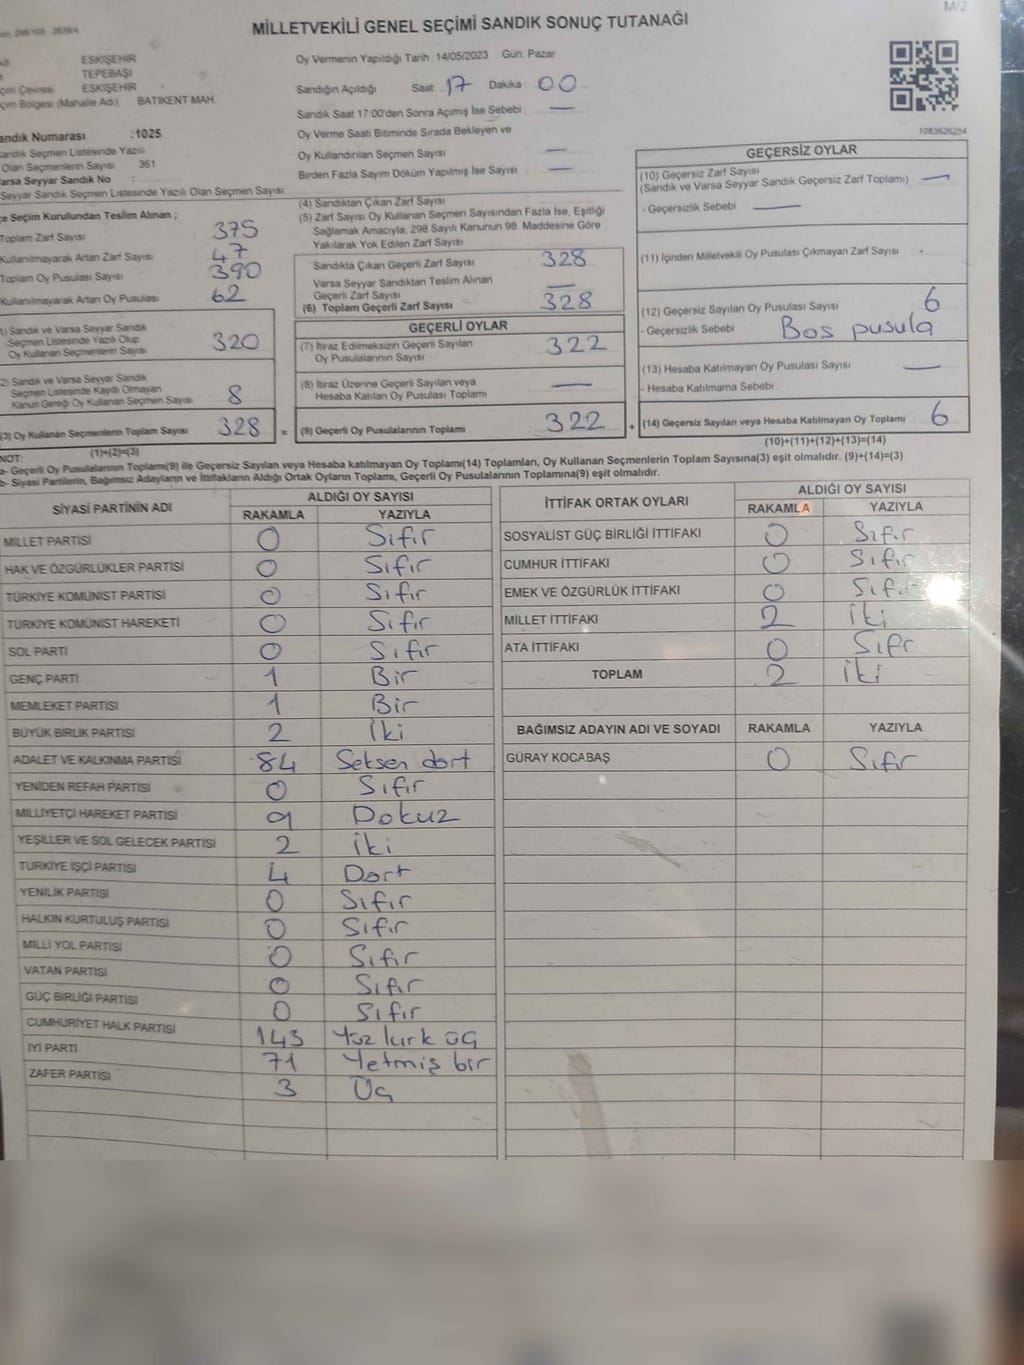 M/2
MİLLETVEKİLİ GENEL SEÇİMİ SANDIK SONUÇ TUTANAĞI
ESKİŞEHİR
TEPEBAŞI
ESKİŞEHİR
çim Bölgesi (Mahalle Adı) BATIKENT MAH.
andık Numarası :1025
andık Seçmen Listesinde Yazılı
Olan Seçmenlerin Sayısı 361
arsa Seyyar Sandık No :
Seyyar Sandık Seçmen Listesinde Yazılı Olan Seçmen Sayısı:
Oy Vermenin Yapıldığı Tarih : 14/05/2023 Gün: Pazar
Sandığın Açıldığı Saat 17 Dakika 00
Sandık Saat 17:00'den Sonra Açımış İse Sebebi : —
Oy Verme Saati Bitiminde Sırada Bekleyen ve
Oy Kullandırılan Seçmen Sayısı —
Birden Fazla Sayım Döküm Yapılmış İse Sayısı —
1083626254
çe Seçim Kurulundan Teslim Alınan ;
Toplam Zarf Sayısı 375
Kullanılmayarak Artan Zarf Sayısı 47
Toplam Oy Pusulası Sayısı 390
Kullanılmayarak Artan Oy Pusulası 62
1) Sandık ve Varsa Seyyar Sandık
Seçmen Listesinde Yazılı Olup
Oy Kullanan Seçmenlerin Sayısı 320
2) Sandık ve Varsa Seyyar Sandık
Seçmen Listesinde Kayıtlı Olmayan
Kanun Gereği Oy Kullanan Seçmen Sayısı 8
(3) Oy Kullanan Seçmenlerin Toplam Sayısı 328 =
(1)+(2)=(3)
(4) Sandıktan Çıkan Zarf Sayısı
(5) Zarf Sayısı Oy Kullanan Seçmen Sayısından Fazla İse, Eşitliği
Sağlamak Amacıyla, 298 Sayılı Kanunun 98. Maddesine Göre
Yakılarak Yok Edilen Zarf Sayısı
Sandıkta Çıkan Geçerli Zarf Sayısı 328
Varsa Seyyar Sandıktan Teslim Alınan
Geçerli Zarf Sayısı —
(6) Toplam Geçerli Zarf Sayısı 328
GEÇERLİ OYLAR
(7) İtiraz Edilmeksizin Geçerli Sayılan
Oy Pusulalarının Sayısı 322
(8) İtiraz Üzerine Geçerli Sayılan veya
Hesaba Katılan Oy Pusulası Toplamı —
(9) Geçerli Oy Pusulalarının Toplamı 322 +
GEÇERSİZ OYLAR
(10) Geçersiz Zarf Sayısı
(Sandık ve Varsa Seyyar Sandık Geçersiz Zarf Toplamı) —
- Geçersizlik Sebebi —
(11) İçinden Milletvekili Oy Pusulası Çıkmayan Zarf Sayısı
(12) Geçersiz Sayılan Oy Pusulası Sayısı 6
- Geçersizlik Sebebi Bos pusula
(13) Hesaba Katılmayan Oy Pusulası Sayısı —
- Hesaba Katılmama Sebebi
(14) Geçersiz Sayılan veya Hesaba Katılmayan Oy Toplamı 6
(10)+(11)+(12)+(13)=(14)
NOT:
a- Geçerli Oy Pusulalarının Toplamı(9) ile Geçersiz Sayılan veya Hesaba katılmayan Oy Toplamı(14) Toplamları, Oy Kullanan Seçmenlerin Toplam Sayısına(3) eşit olmalıdır. (9)+(14)=(3)
b- Siyasi Partilerin, Bağımsız Adayların ve İttifakların Aldığı Ortak Oyların Toplamı, Geçerli Oy Pusulalarının Toplamına(9) eşit olmalıdır.
SİYASİ PARTİNİN ADI ALDIĞI OY SAYISI
RAKAMLA YAZIYLA
MİLLET PARTİSİ 0 Sıfır
HAK VE ÖZGÜRLÜKLER PARTİSİ 0 Sıfır
TÜRKİYE KOMÜNİST PARTİSİ 0 Sıfır
TÜRKİYE KOMÜNİST HAREKETİ 0 Sıfır
SOL PARTİ 0 Sıfır
GENÇ PARTİ 1 Bir
MEMLEKET PARTİSİ 1 Bir
BÜYÜK BİRLİK PARTİSİ 2 İki
ADALET VE KALKINMA PARTİSİ 84 Seksen dört
YENİDEN REFAH PARTİSİ 0 Sıfır
MİLLİYETÇİ HAREKET PARTİSİ 9 Dokuz
YEŞİLLER VE SOL GELECEK PARTİSİ 2 İki
TÜRKİYE İŞÇİ PARTİSİ 4 Dört
YENİLİK PARTİSİ 0 Sıfır
HALKIN KURTULUŞ PARTİSİ 0 Sıfır
MİLLİ YOL PARTİSİ 0 Sıfır
VATAN PARTİSİ 0 Sıfır
GÜÇ BİRLİĞİ PARTİSİ 0 Sıfır
CUMHURİYET HALK PARTİSİ 143 Yüz kırk üç
İYİ PARTİ 71 Yetmiş bir
ZAFER PARTİSİ 3 Üç
İTTİFAK ORTAK OYLARI ALDIĞI OY SAYISI
RAKAMLA YAZIYLA
SOSYALİST GÜÇ BİRLİĞİ İTTİFAKI 0 Sıfır
CUMHUR İTTİFAKI 0 Sıfır
EMEK VE ÖZGÜRLÜK İTTİFAKI 0 Sıfır
MİLLET İTTİFAKI 2 İki
ATA İTTİFAKI 0 Sıfr
TOPLAM 2 İki
BAĞIMSIZ ADAYIN ADI VE SOYADI RAKAMLA YAZIYLA
GÜRAY KOCABAŞ 0 Sıfır